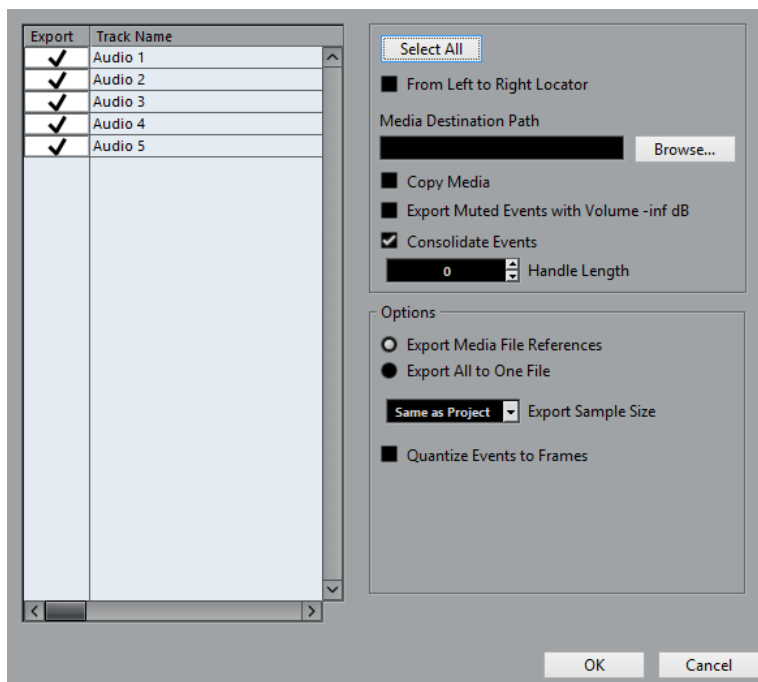 Export Track Name
Audio 1
Audio 2
Audio 3
Audio 4
Audio 5
Select All
From Left to Right Locator
Media Destination Path
Browse...
Copy Media
Export Muted Events with Volume -inf dB
Consolidate Events
0 Handle Length
Options
Export Media File References
Export All to One File
Same as Project Export Sample Size
Quantize Events to Frames
OK Cancel